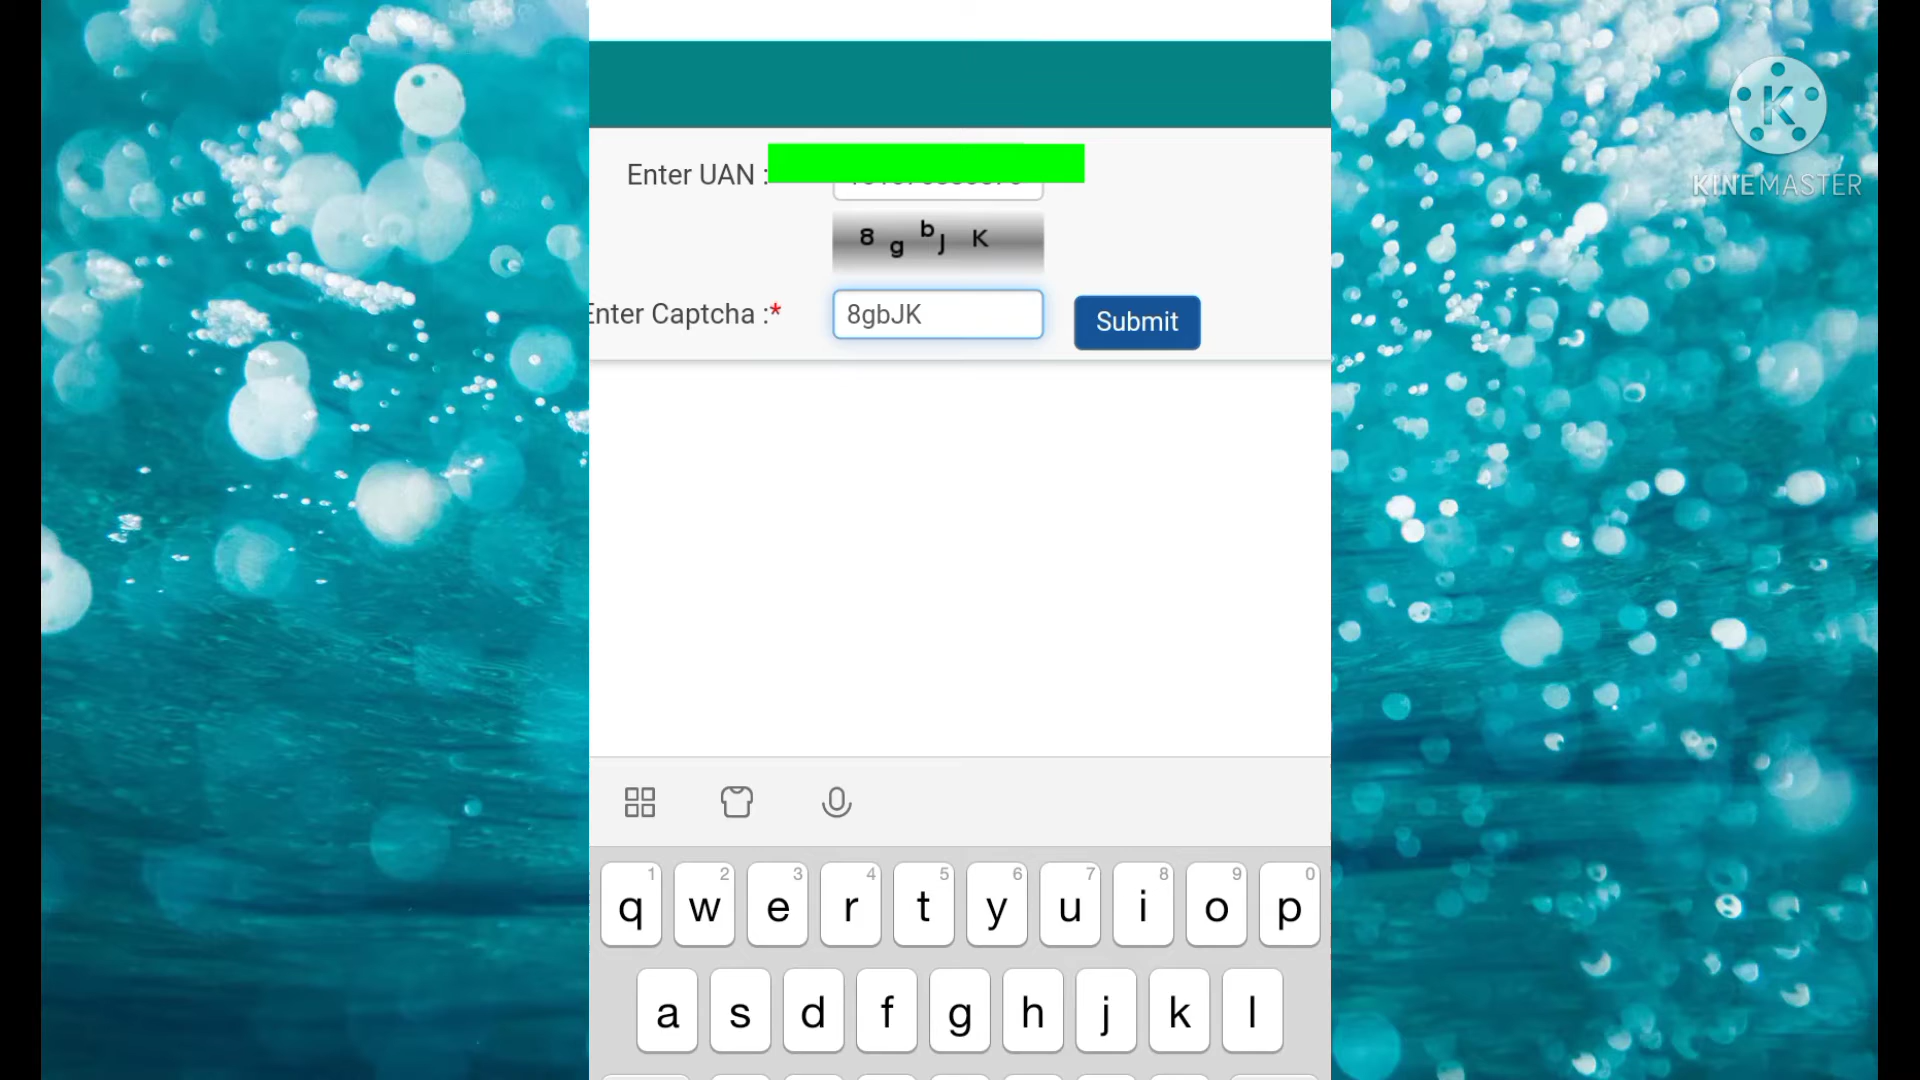 KINEMASTER
Enter UAN :
8 g b J K
Enter Captcha :*
8gbJK
Submit
1 2 3 4 5 6 7 8 9 0
q w e r t y u i o p
a s d f g h j k l